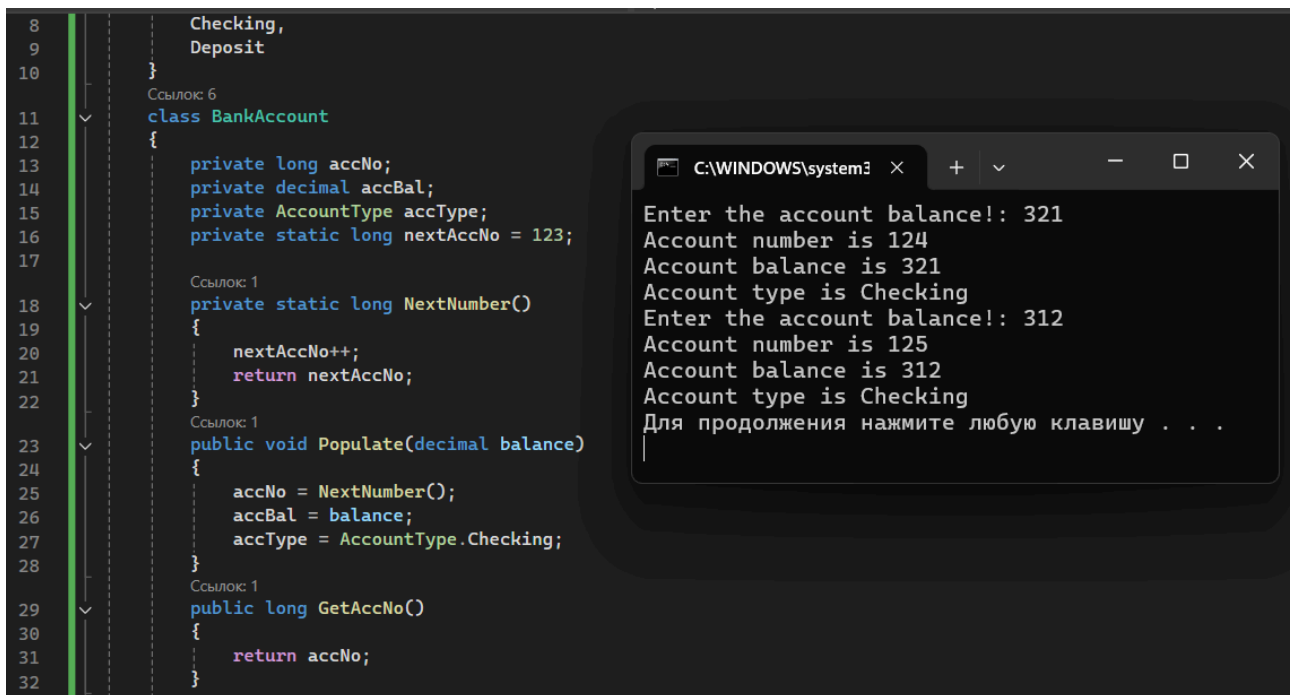 8 Checking,
9 Deposit
10 }
Ссылок: 6
11 class BankAccount
12 {
13 private long accNo;
14 private decimal accBal;
15 private AccountType accType;
16 private static long nextAccNo = 123;
17
Ссылок: 1
18 private static long NextNumber()
19 {
20 nextAccNo++;
21 return nextAccNo;
22 }
Ссылок: 1
23 public void Populate(decimal balance)
24 {
25 accNo = NextNumber();
26 accBal = balance;
27 accType = AccountType.Checking;
28 }
Ссылок: 1
29 public long GetAccNo()
30 {
31 return accNo;
32 }
C:\WINDOWS\system3
Enter the account balance!: 321
Account number is 124
Account balance is 321
Account type is Checking
Enter the account balance!: 312
Account number is 125
Account balance is 312
Account type is Checking
Для продолжения нажмите любую клавишу . . .